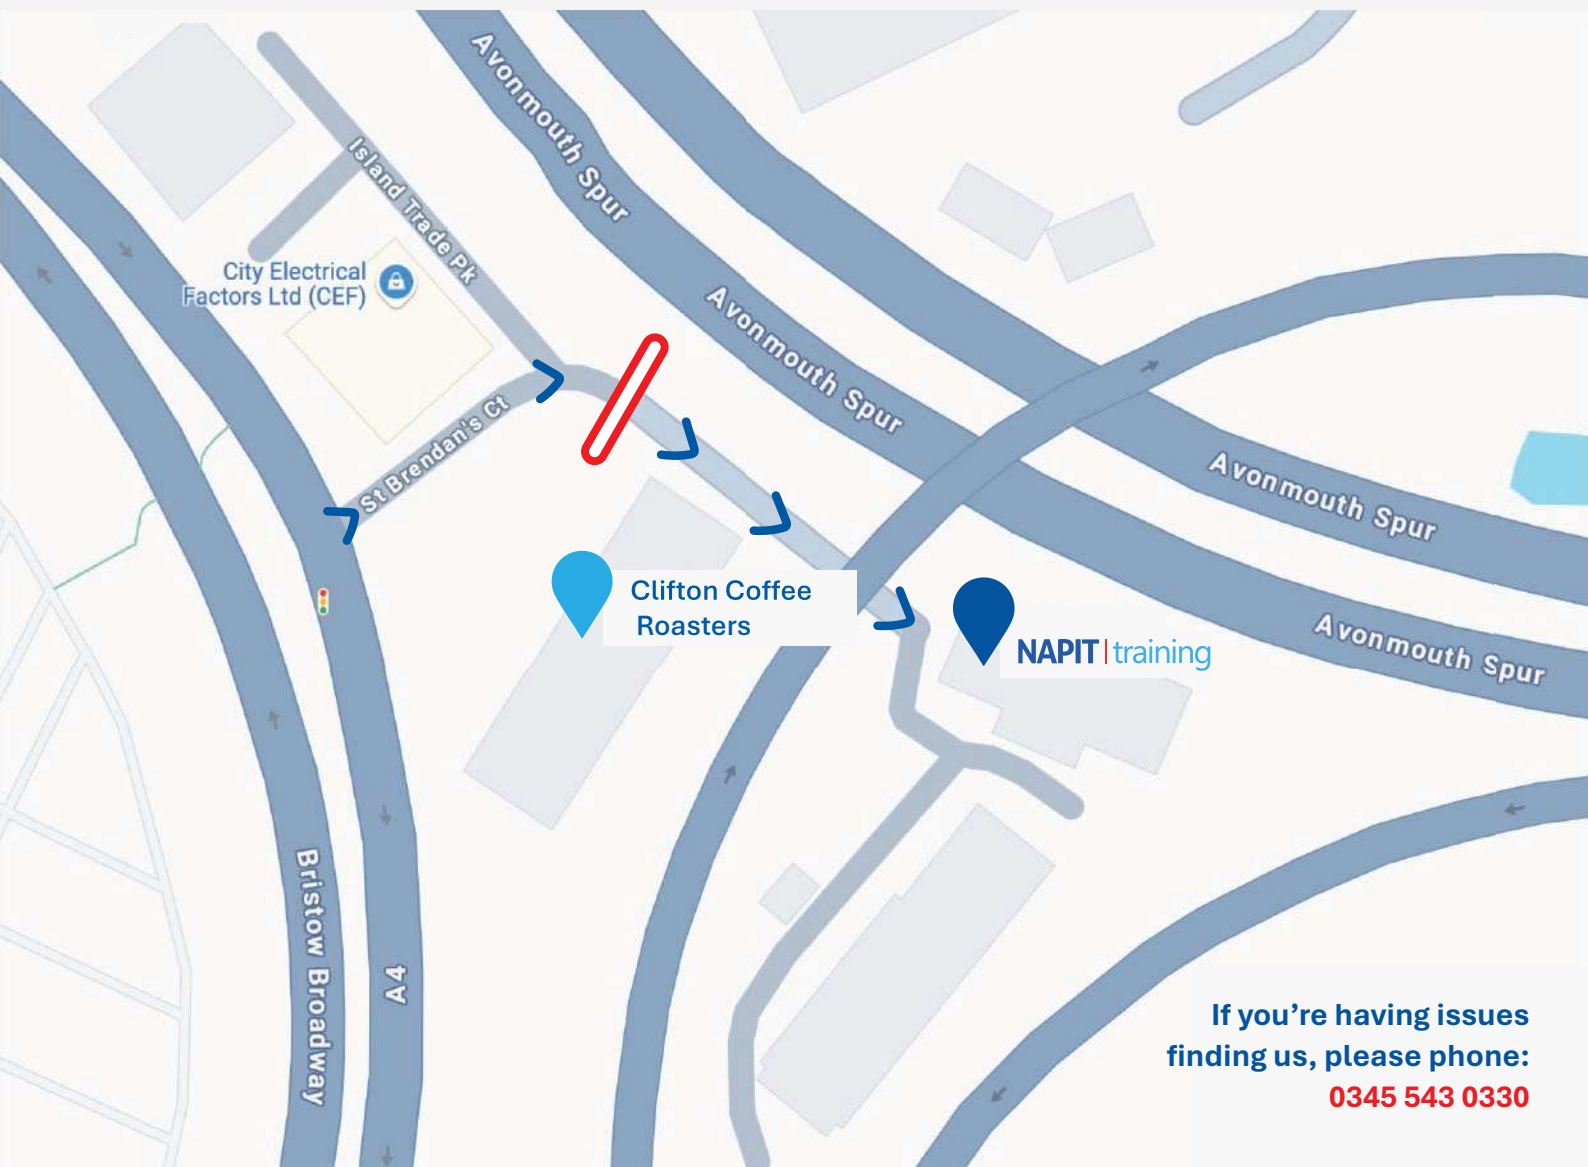 Avonmouth Spur
Island Trade Pk
City Electrical
Factors Ltd (CEF)
Avonmouth Spur
St Brendan's Ct
Avonmouth Spur
Clifton Coffee
Roasters
NAPIT | training
Avonmouth Spur
Bristow Broadway
A4
If you’re having issues
finding us, please phone:
0345 543 0330